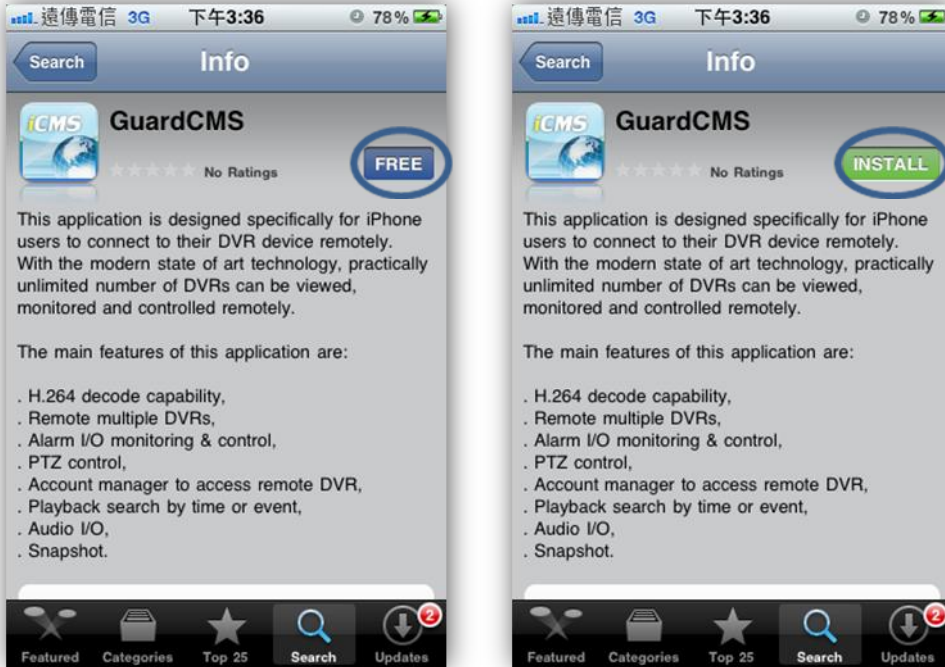 遠傳電信 3G 下午3:36 78%
Search Info
iCMS
GuardCMS
No Ratings
FREE
This application is designed specifically for iPhone
users to connect to their DVR device remotely.
With the modern state of art technology, practically
unlimited number of DVRs can be viewed,
monitored and controlled remotely.
The main features of this application are:
. H.264 decode capability,
. Remote multiple DVRs,
. Alarm I/O monitoring & control,
. PTZ control,
. Account manager to access remote DVR,
. Playback search by time or event,
. Audio I/O,
. Snapshot.
2
Featured Categories Top 25 Search Updates
遠傳電信 3G 下午3:36 78%
Search Info
iCMS
GuardCMS
No Ratings
INSTALL
This application is designed specifically for iPhone
users to connect to their DVR device remotely.
With the modern state of art technology, practically
unlimited number of DVRs can be viewed,
monitored and controlled remotely.
The main features of this application are:
. H.264 decode capability,
. Remote multiple DVRs,
. Alarm I/O monitoring & control,
. PTZ control,
. Account manager to access remote DVR,
. Playback search by time or event,
. Audio I/O,
. Snapshot.
2
Featured Categories Top 25 Search Updates